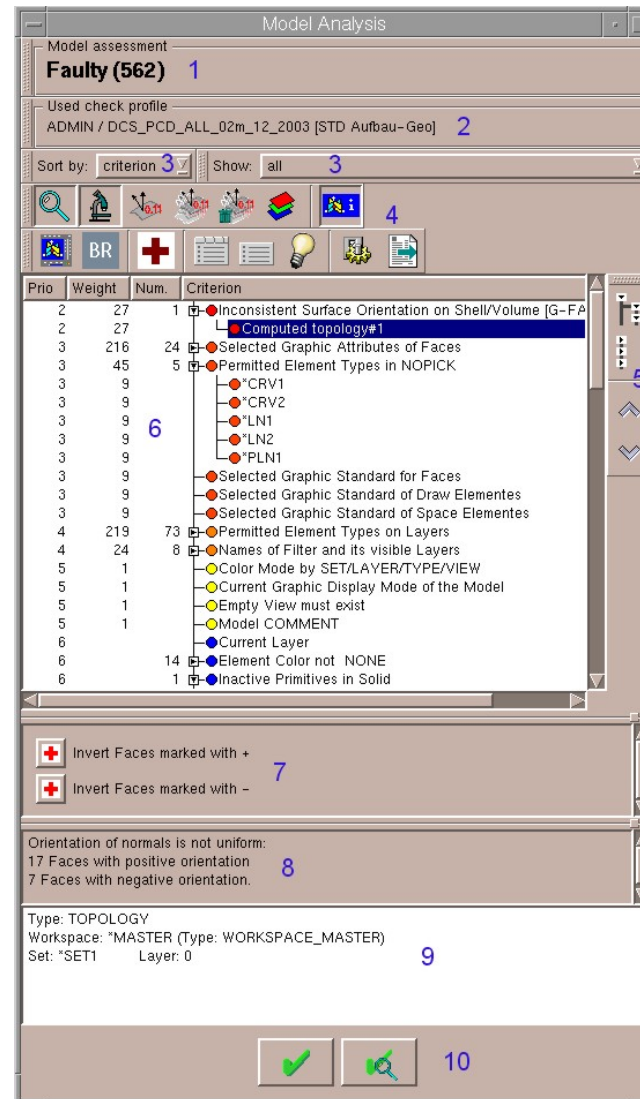 Model Analysis
Model assessment
Faulty (562) 1
Used check profile
ADMIN / DCS_PCD_ALL_02m_12_2003 [STD Aufbau-Geo] 2
Sort by: criterion 3 Show: all 3
0,11 0,11 0,11 i 4
BR
Prio Weight Num. Criterion
2 27 1 Inconsistent Surface Orientation on Shell/Volume [G-FA
2 27 Computed topology#1
3 216 24 Selected Graphic Attributes of Faces
3 45 5 Permitted Element Types in NOPICK
3 9 *CRV1
3 9 *CRV2
3 9 6 *LN1
3 9 *LN2
3 9 *PLN1
3 9 Selected Graphic Standard for Faces
3 9 Selected Graphic Standard of Draw Elementes
3 9 Selected Graphic Standard of Space Elementes
4 219 73 Permitted Element Types on Layers
4 24 8 Names of Filter and its visible Layers
5 1 Color Mode by SET/LAYER/TYPE/VIEW
5 1 Current Graphic Display Mode of the Model
5 1 Empty View must exist
5 1 Model COMMENT
6 Current Layer
6 14 Element Color not NONE
6 1 Inactive Primitives in Solid
5
Invert Faces marked with +
7
Invert Faces marked with -
Orientation of normals is not uniform:
17 Faces with positive orientation 8
7 Faces with negative orientation.
Type: TOPOLOGY
Workspace: *MASTER (Type: WORKSPACE_MASTER)
Set: *SET1 Layer: 0 9
10